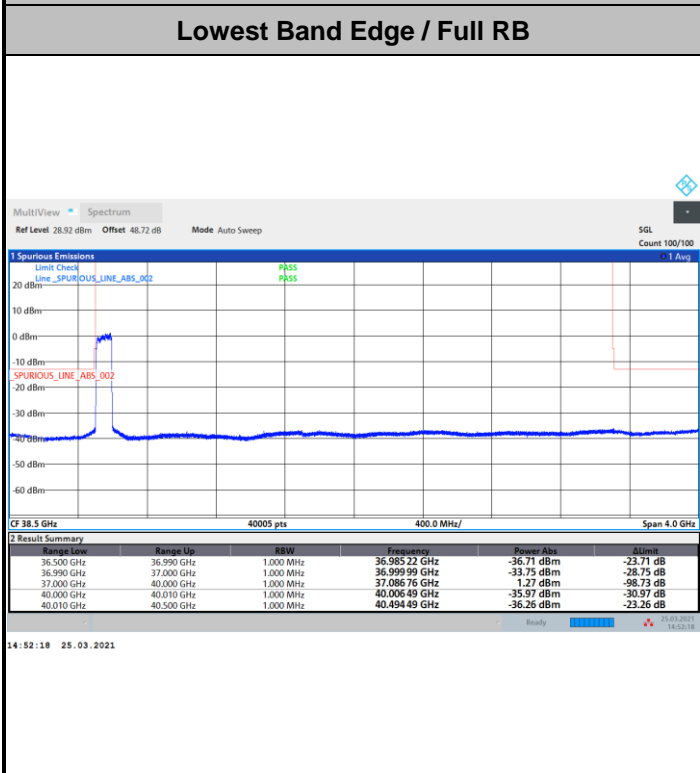 Lowest Band Edge / Full RB
MultiView Spectrum
Ref Level 28.92 dBm Offset 48.72 dB Mode Auto Sweep SGL
Count 100/100
1 Spurious Emissions 1 Avg
Limit Check PASS
Line _SPURIOUS_LINE_ABS_002 PASS
20 dBm
10 dBm
0 dBm
-10 dBm
_SPURIOUS_LINE_ABS_002
-20 dBm
-30 dBm
-40 dBm
-50 dBm
-60 dBm
CF 38.5 GHz 40005 pts 400.0 MHz/ Span 4.0 GHz
2 Result Summary
Range Low Range Up RBW Frequency Power Abs ΔLimit
36.500 GHz 36.990 GHz 1.000 MHz 36.985 22 GHz -36.71 dBm -23.71 dB
36.990 GHz 37.000 GHz 1.000 MHz 36.999 99 GHz -33.75 dBm -28.75 dB
37.000 GHz 40.000 GHz 1.000 MHz 37.086 76 GHz 1.27 dBm -98.73 dB
40.000 GHz 40.010 GHz 1.000 MHz 40.006 49 GHz -35.97 dBm -30.97 dB
40.010 GHz 40.500 GHz 1.000 MHz 40.494 49 GHz -36.26 dBm -23.26 dB
Ready 25.03.2021
14:52:18
14:52:18 25.03.2021